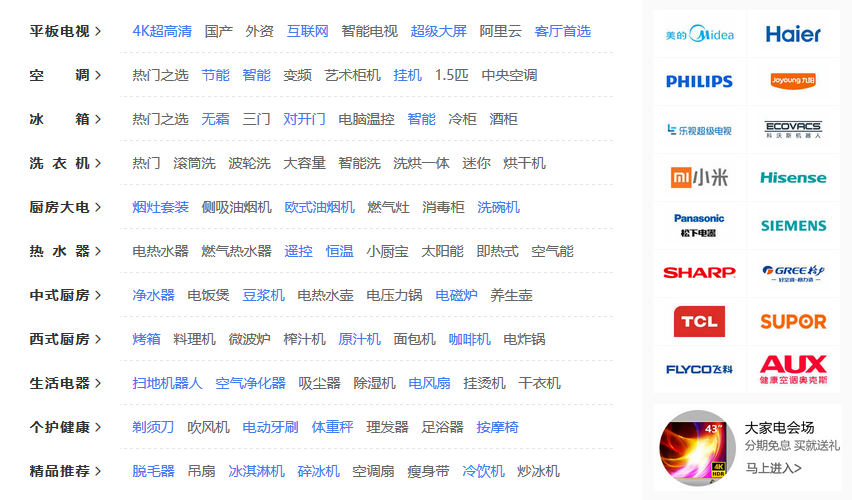 平板电视 > 4K超高清 国产 外资 互联网 智能电视 超级大屏 阿里云 客厅首选
空 调 > 热门之选 节能 智能 变频 艺术柜机 挂机 1.5匹 中央空调
冰 箱 > 热门之选 无霜 三门 对开门 电脑温控 智能 冷柜 酒柜
洗 衣 机 > 热门 滚筒洗 波轮洗 大容量 智能洗 洗烘一体 迷你 烘干机
厨房大电 > 烟灶套装 侧吸油烟机 欧式油烟机 燃气灶 消毒柜 洗碗机
热 水 器 > 电热水器 燃气热水器 遥控 恒温 小厨宝 太阳能 即热式 空气能
中式厨房 > 净水器 电饭煲 豆浆机 电热水壶 电压力锅 电磁炉 养生壶
西式厨房 > 烤箱 料理机 微波炉 榨汁机 原汁机 面包机 咖啡机 电炸锅
生活电器 > 扫地机器人 空气净化器 吸尘器 除湿机 电风扇 挂烫机 干衣机
个护健康 > 剃须刀 吹风机 电动牙刷 体重秤 理发器 足浴器 按摩椅
精品推荐 > 脱毛器 吊扇 冰淇淋机 碎冰机 空调扇 瘦身带 冷饮机 炒冰机
美的 Midea Haier
PHILIPS Joyoung九阳
乐视超级电视 ECOVACS
科沃斯机器人
mi 小米 Hisense
Panasonic
松下电器 SIEMENS
SHARP GREE格力
好空调·格力造
TCL SUPOR
FLYCO飞科 AUX
健康空调奥克斯
43"
4K
HDR
大家电会场
分期免息 买就送礼
马上进入>